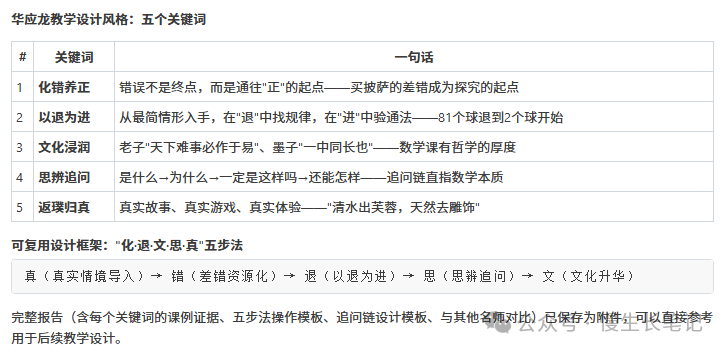 华应龙教学设计风格：五个关键词
# 关键词 一句话
1 化错养正 错误不是终点，而是通往"正"的起点——买披萨的差错成为探究的起点
2 以退为进 从最简情形入手，在"退"中找规律，在"进"中验通法——81个球退到2个球开始
3 文化浸润 老子"天下难事必作于易"、墨子"一中同长也"——数学课有哲学的厚度
4 思辨追问 是什么→为什么→一定是这样吗→还能怎样——追问链直指数学本质
5 返璞归真 真实故事、真实游戏、真实体验——"清水出芙蓉，天然去雕饰"
可复用设计框架："化·退·文·思·真"五步法
真（真实情境导入）→ 错（差错资源化）→ 退（以退为进）→ 思（思辨追问）→ 文（文化升华）
完整报告（含每个关键词的课例证据、五步法操作模板、追问链设计模板、与其他名师对比）已保存为附件，可以直接参考
用于后续教学设计。
公众号·慢生长笔记